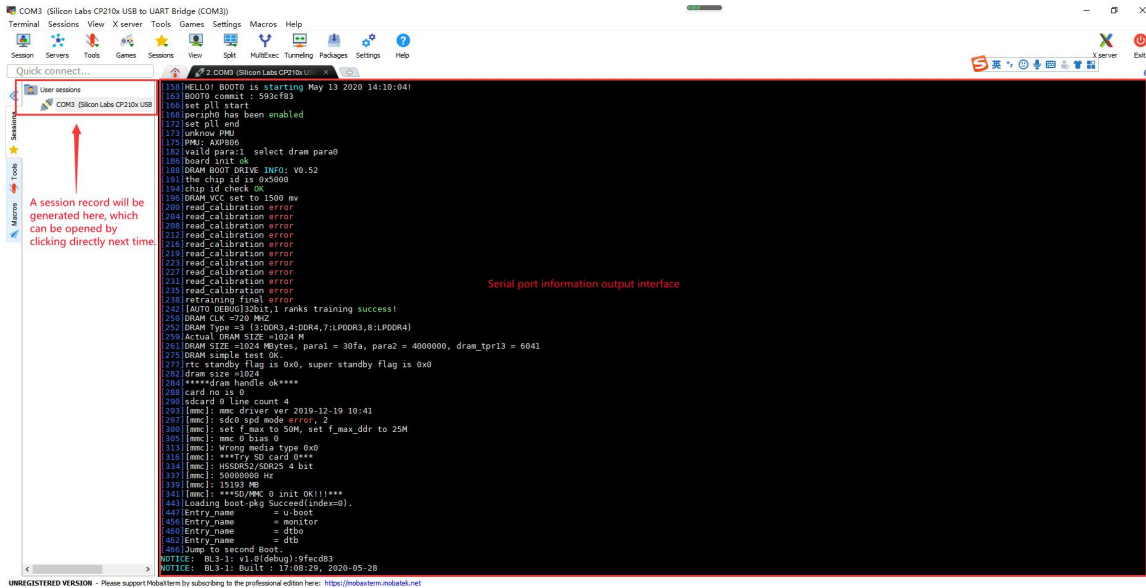 COM3 (Silicon Labs CP210x USB to UART Bridge (COM3))
Terminal Sessions View X server Tools Games Settings Macros Help
Session Servers Tools Games Sessions View Split MultiExec Tunneling Packages Settings Help X server Exit
Quick connect...
2. COM3 (Silicon Labs CP210x US
英
User sessions
COM3 (Silicon Labs CP210x USB
Sessions
Tools
Macros
A session record will be
generated here, which
can be opened by
clicking directly next time.
[158]HELLO! BOOT0 is starting May 13 2020 14:10:04!
[163]BOOT0 commit : 593cf83
[166]set pll start
[168]periph0 has been enabled
[172]set pll end
[173]unknow PMU
[175]PMU: AXP806
[182]vaild para:1 select dram para0
[186]board init ok
[188]DRAM BOOT DRIVE INFO: V0.52
[191]the chip id is 0x5000
[194]chip id check OK
[196]DRAM_VCC set to 1500 mv
[200]read_calibration error
[204]read_calibration error
[208]read_calibration error
[212]read_calibration error
[216]read_calibration error
[219]read_calibration error
[223]read_calibration error
[227]read_calibration error
[231]read_calibration error
[235]read_calibration error
[238]retraining final error
[242][AUTO DEBUG]32bit,1 ranks training success!
[250]DRAM CLK =720 MHZ
[252]DRAM Type =3 (3:DDR3,4:DDR4,7:LPDDR3,8:LPDDR4)
[259]Actual DRAM SIZE =1024 M
[261]DRAM SIZE =1024 MBytes, para1 = 30fa, para2 = 4000000, dram_tpr13 = 6041
[275]DRAM simple test OK.
[277]rtc standby flag is 0x0, super standby flag is 0x0
[282]dram size =1024
[284]*****dram handle ok****
[288]card no is 0
[290]sdcard 0 line count 4
[293][mmc]: mmc driver ver 2019-12-19 10:41
[297][mmc]: sdc0 spd mode error, 2
[300][mmc]: set f_max to 50M, set f_max_ddr to 25M
[305][mmc]: mmc 0 bias 0
[313][mmc]: Wrong media type 0x0
[316][mmc]: ***Try SD card 0***
[334][mmc]: HSSDR52/SDR25 4 bit
[337][mmc]: 50000000 Hz
[339][mmc]: 15193 MB
[341][mmc]: ***SD/MMC 0 init OK!!!***
[443]Loading boot-pkg Succeed(index=0).
[447]Entry_name = u-boot
[456]Entry_name = monitor
[460]Entry_name = dtbo
[462]Entry_name = dtb
[466]Jump to second Boot.
NOTICE: BL3-1: v1.0(debug):9fecd83
NOTICE: BL3-1: Built : 17:08:29, 2020-05-28
Serial port information output interface
UNREGISTERED VERSION - Please support MobaXterm by subscribing to the professional edition here: https://mobaxterm.mobatek.net